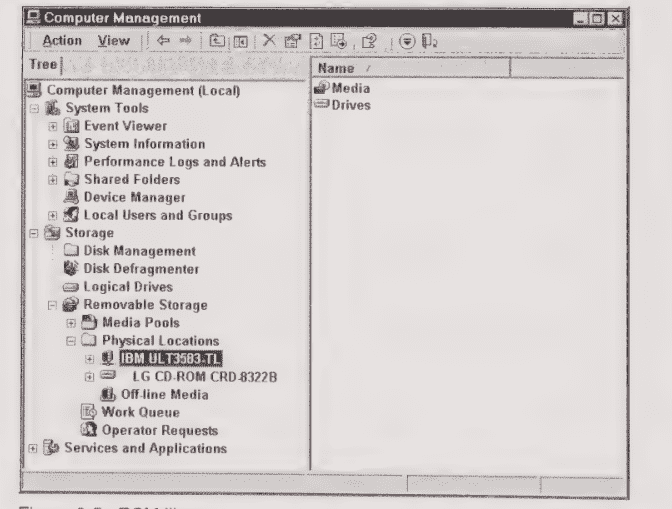 Computer Management
Action View
Tree
Name
Computer Management (Local)
System Tools
Event Viewer
System Information
Performance Logs and Alerts
Shared Folders
Device Manager
Local Users and Groups
Storage
Disk Management
Disk Defragmenter
Logical Drives
Removable Storage
Media Pools
Physical Locations
IBM ULT3583-TL
LG CD-ROM CRD-8322B
Off-line Media
Work Queue
Operator Requests
Services and Applications
Media
Drives